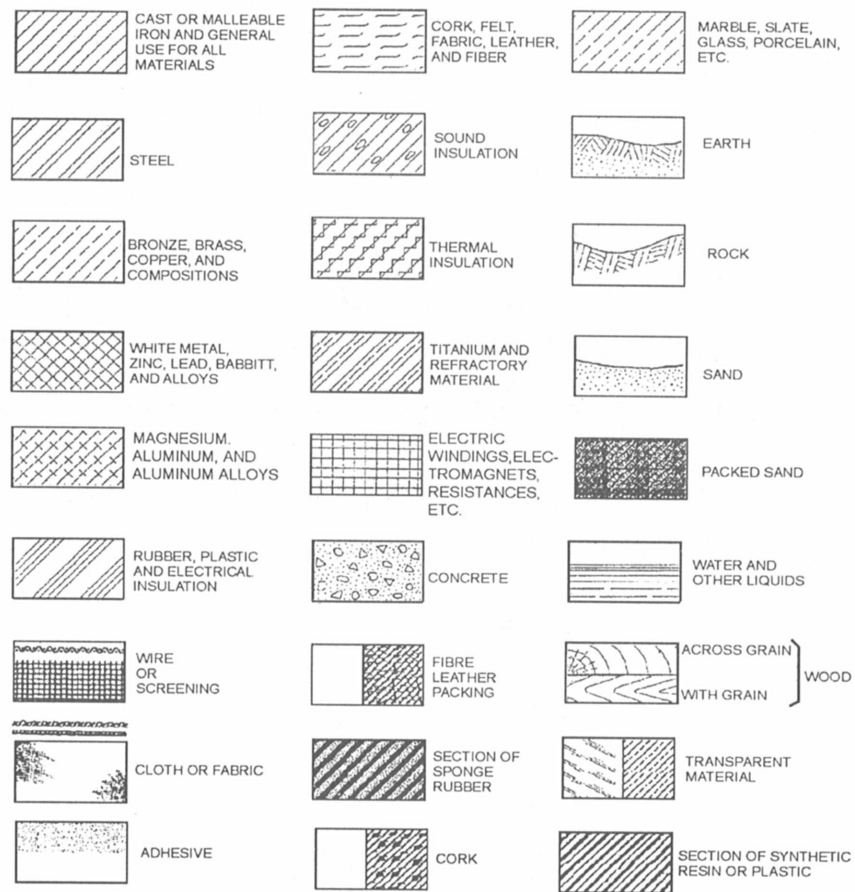 CAST OR MALLEABLE
IRON AND GENERAL
USE FOR ALL
MATERIALS
CORK, FELT,
FABRIC, LEATHER,
AND FIBER
MARBLE, SLATE,
GLASS, PORCELAIN,
ETC.
STEEL
SOUND
INSULATION
EARTH
BRONZE, BRASS,
COPPER, AND
COMPOSITIONS
THERMAL
INSULATION
ROCK
WHITE METAL,
ZINC, LEAD, BABBITT,
AND ALLOYS
TITANIUM AND
REFRACTORY
MATERIAL
SAND
MAGNESIUM.
ALUMINUM, AND
ALUMINUM ALLOYS
ELECTRIC
WINDINGS,ELEC-
TROMAGNETS,
RESISTANCES,
ETC.
PACKED SAND
RUBBER, PLASTIC
AND ELECTRICAL
INSULATION
CONCRETE
WATER AND
OTHER LIQUIDS
WIRE
OR
SCREENING
FIBRE
LEATHER
PACKING
ACROSS GRAIN
WITH GRAIN
WOOD
CLOTH OR FABRIC
SECTION OF
SPONGE
RUBBER
TRANSPARENT
MATERIAL
ADHESIVE
CORK
SECTION OF SYNTHETIC
RESIN OR PLASTIC